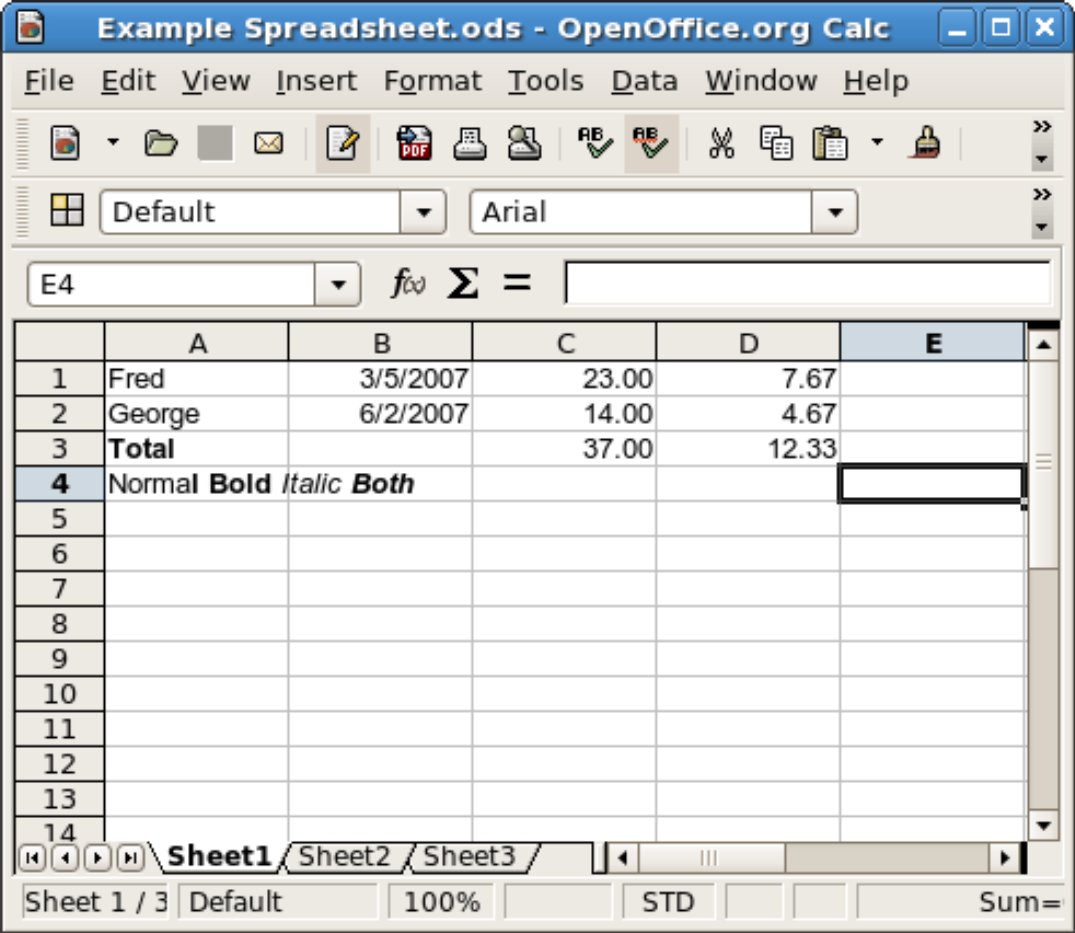 Example Spreadsheet.ods - OpenOffice.org Calc
File Edit View Insert Format Tools Data Window Help
PDF ABC ABC
Default Arial
E4 f(x) Σ =
A B C D E
1 Fred 3/5/2007 23.00 7.67
2 George 6/2/2007 14.00 4.67
3 Total 37.00 12.33
4 Normal Bold Italic Both
5
6
7
8
9
10
11
12
13
14
Sheet1 Sheet2 Sheet3
Sheet 1 / 3 Default 100% STD Sum=